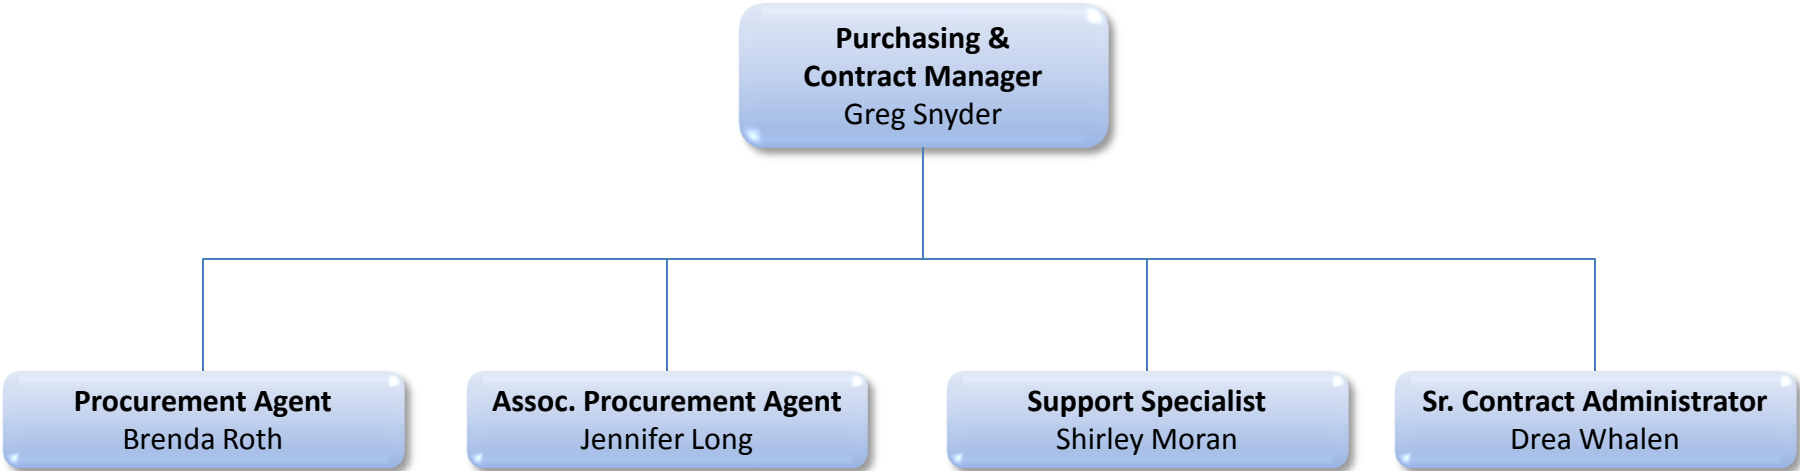 Purchasing &
Contract Manager
Greg Snyder
Procurement Agent
Brenda Roth
Assoc. Procurement Agent
Jennifer Long
Support Specialist
Shirley Moran
Sr. Contract Administrator
Drea Whalen